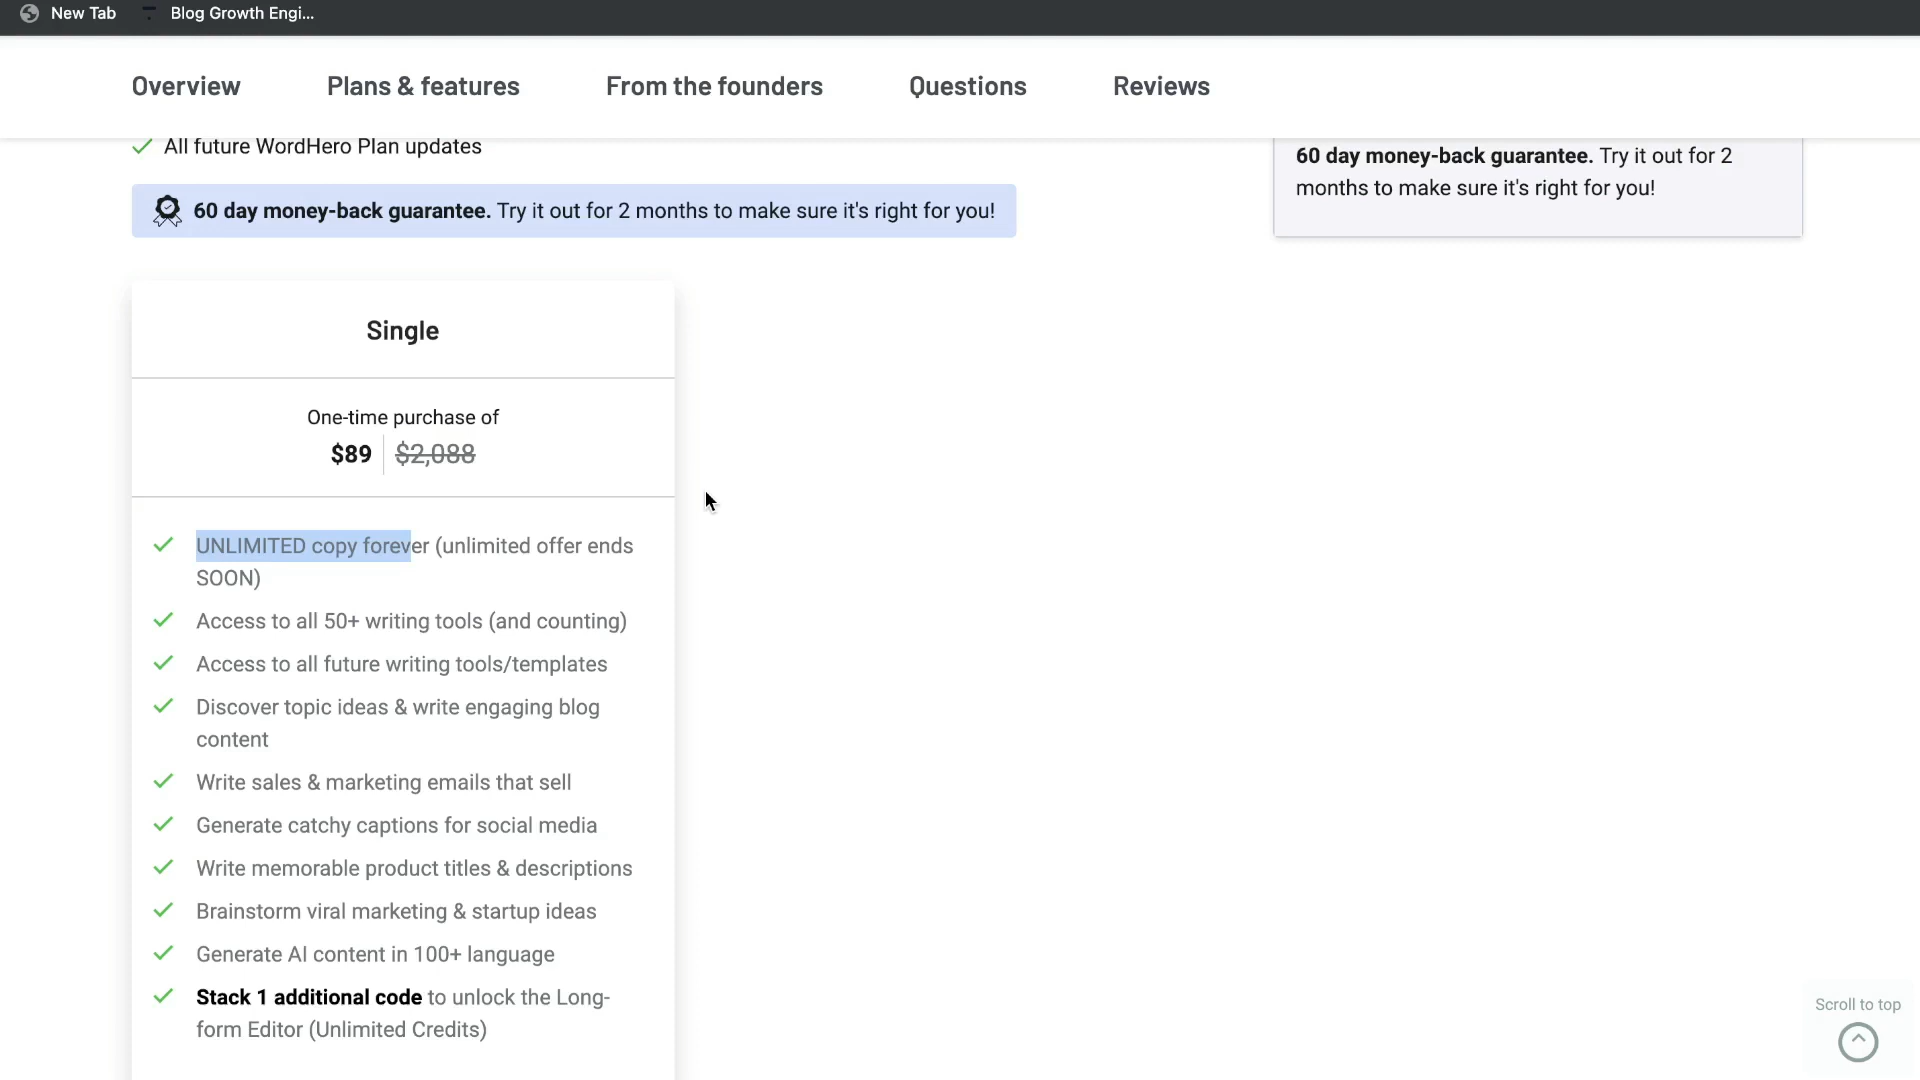 New Tab
Blog Growth Engi...
Overview
Plans & features
From the founders
Questions
Reviews
All future WordHero Plan updates
60 day money-back guarantee. Try it out for 2 months to make sure it's right for you!
60 day money-back guarantee. Try it out for 2
months to make sure it's right for you!
Single
One-time purchase of
$89 $2,088
UNLIMITED copy forever (unlimited offer ends
SOON)
Access to all 50+ writing tools (and counting)
Access to all future writing tools/templates
Discover topic ideas & write engaging blog
content
Write sales & marketing emails that sell
Generate catchy captions for social media
Write memorable product titles & descriptions
Brainstorm viral marketing & startup ideas
Generate AI content in 100+ language
Stack 1 additional code to unlock the Long-
form Editor (Unlimited Credits)
Scroll to top